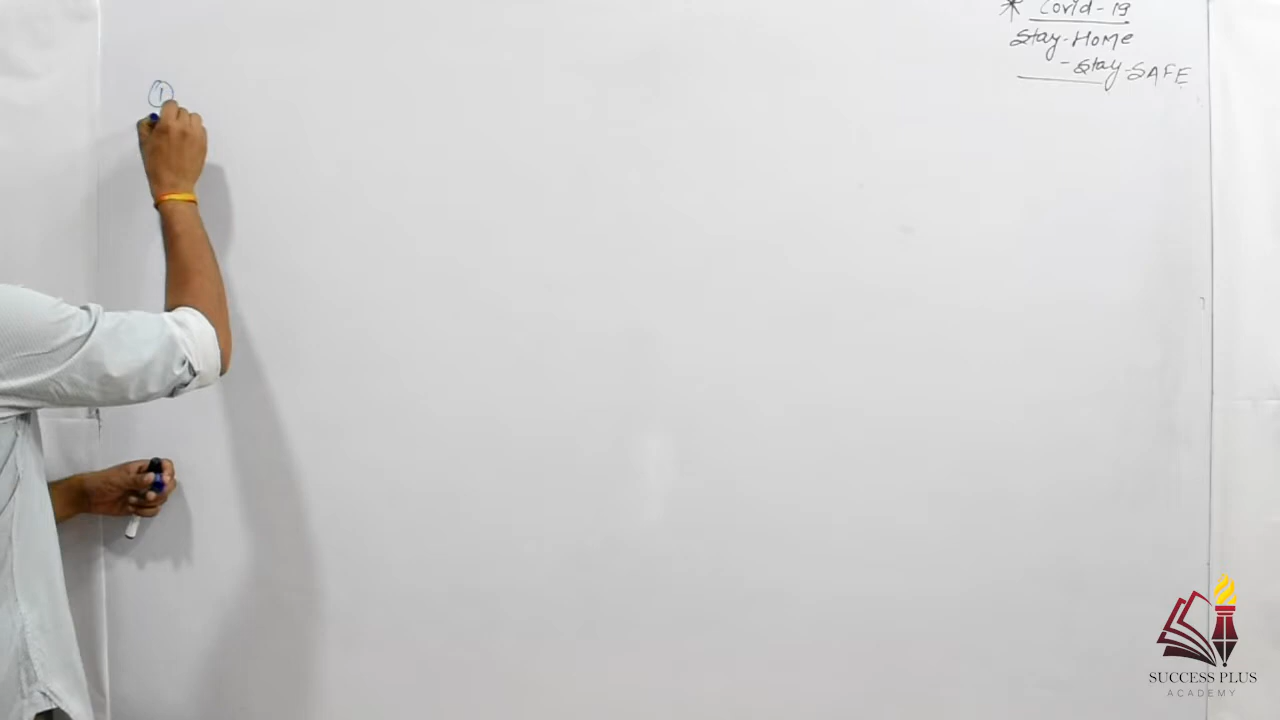 * Covid-19
Stay-Home
- Stay-SAFE
①
SUCCESS PLUS
ACADEMY